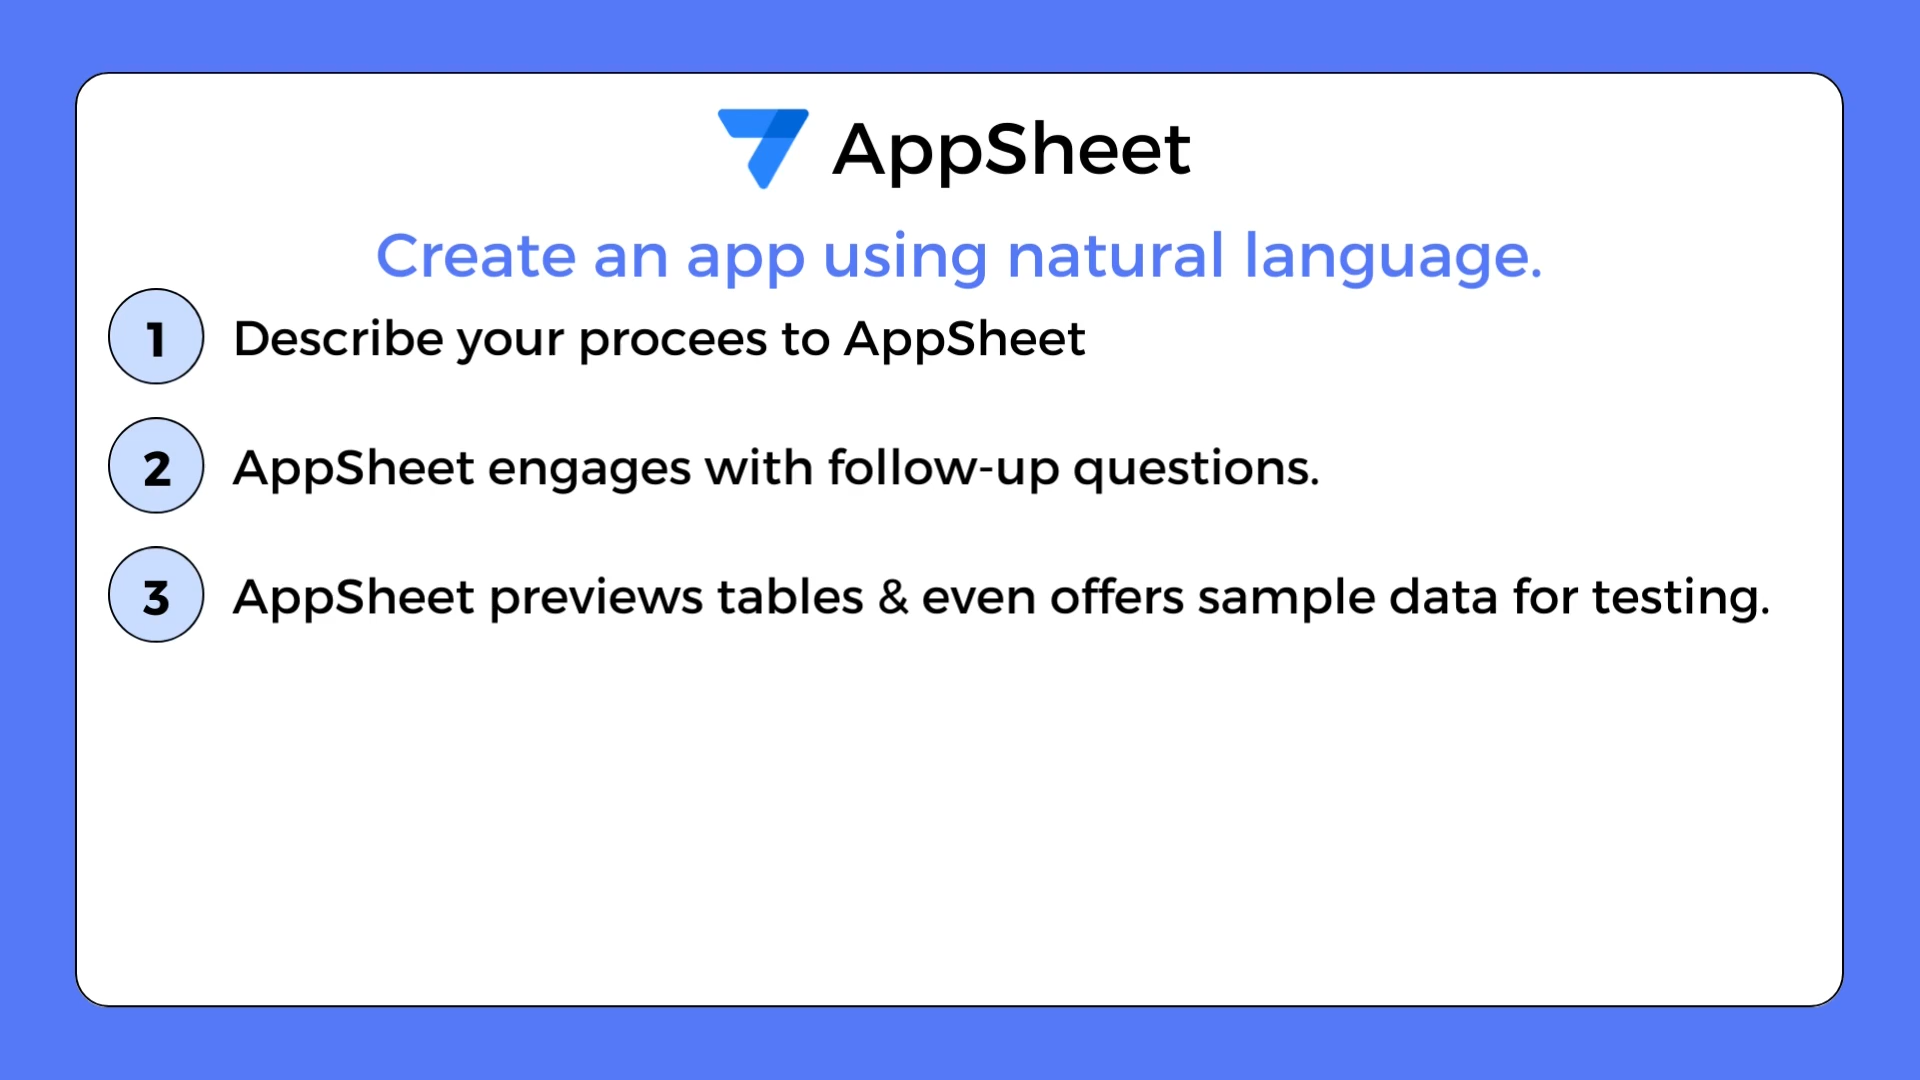 AppSheet
Create an app using natural language.
1 Describe your procees to AppSheet
2 AppSheet engages with follow-up questions.
3 AppSheet previews tables & even offers sample data for testing.